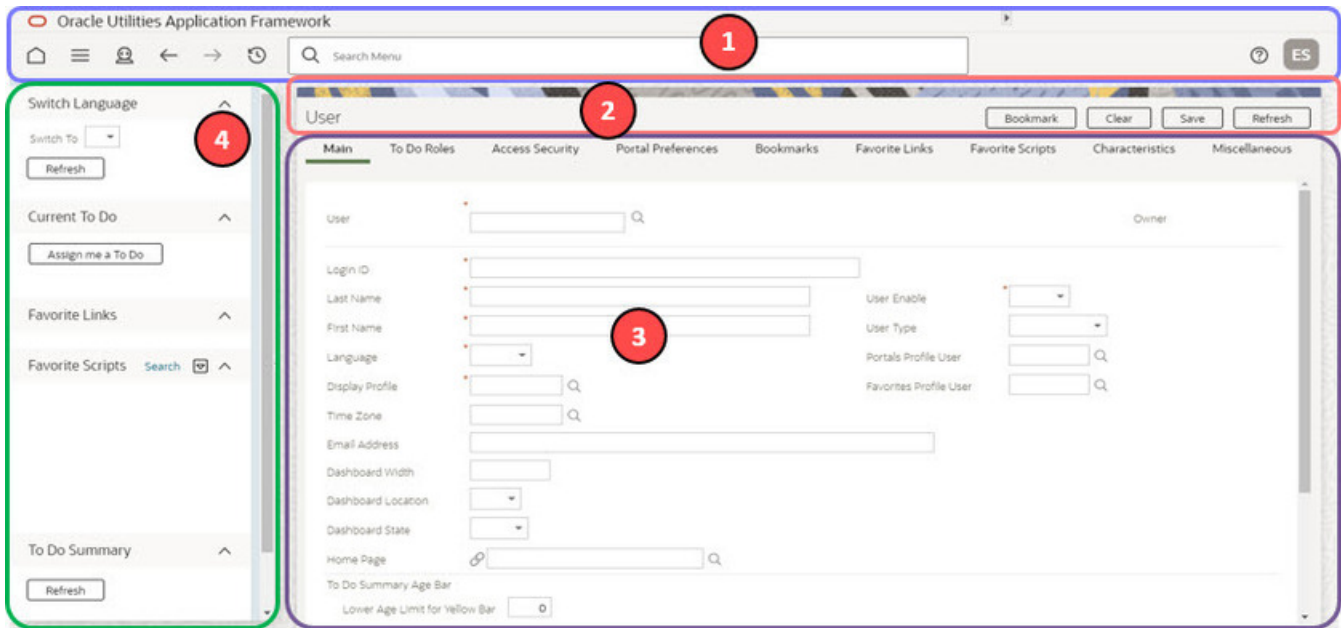 Oracle Utilities Application Framework
Search Menu
1
ES
Switch Language
4
Switch To
Refresh
Current To Do
Assign me a To Do
Favorite Links
Favorite Scripts Search
To Do Summary
Refresh
2
User
Bookmark Clear Save Refresh
Main To Do Roles Access Security Portal Preferences Bookmarks Favorite Links Favorite Scripts Characteristics Miscellaneous
User * Owner
Login ID *
Last Name * User Enable *
First Name * User Type
3
Language * Portals Profile User
Display Profile * Favorites Profile User
Time Zone
Email Address
Dashboard Width
Dashboard Location
Dashboard State
Home Page
To Do Summary Age Bar
Lower Age Limit for Yellow Bar 0